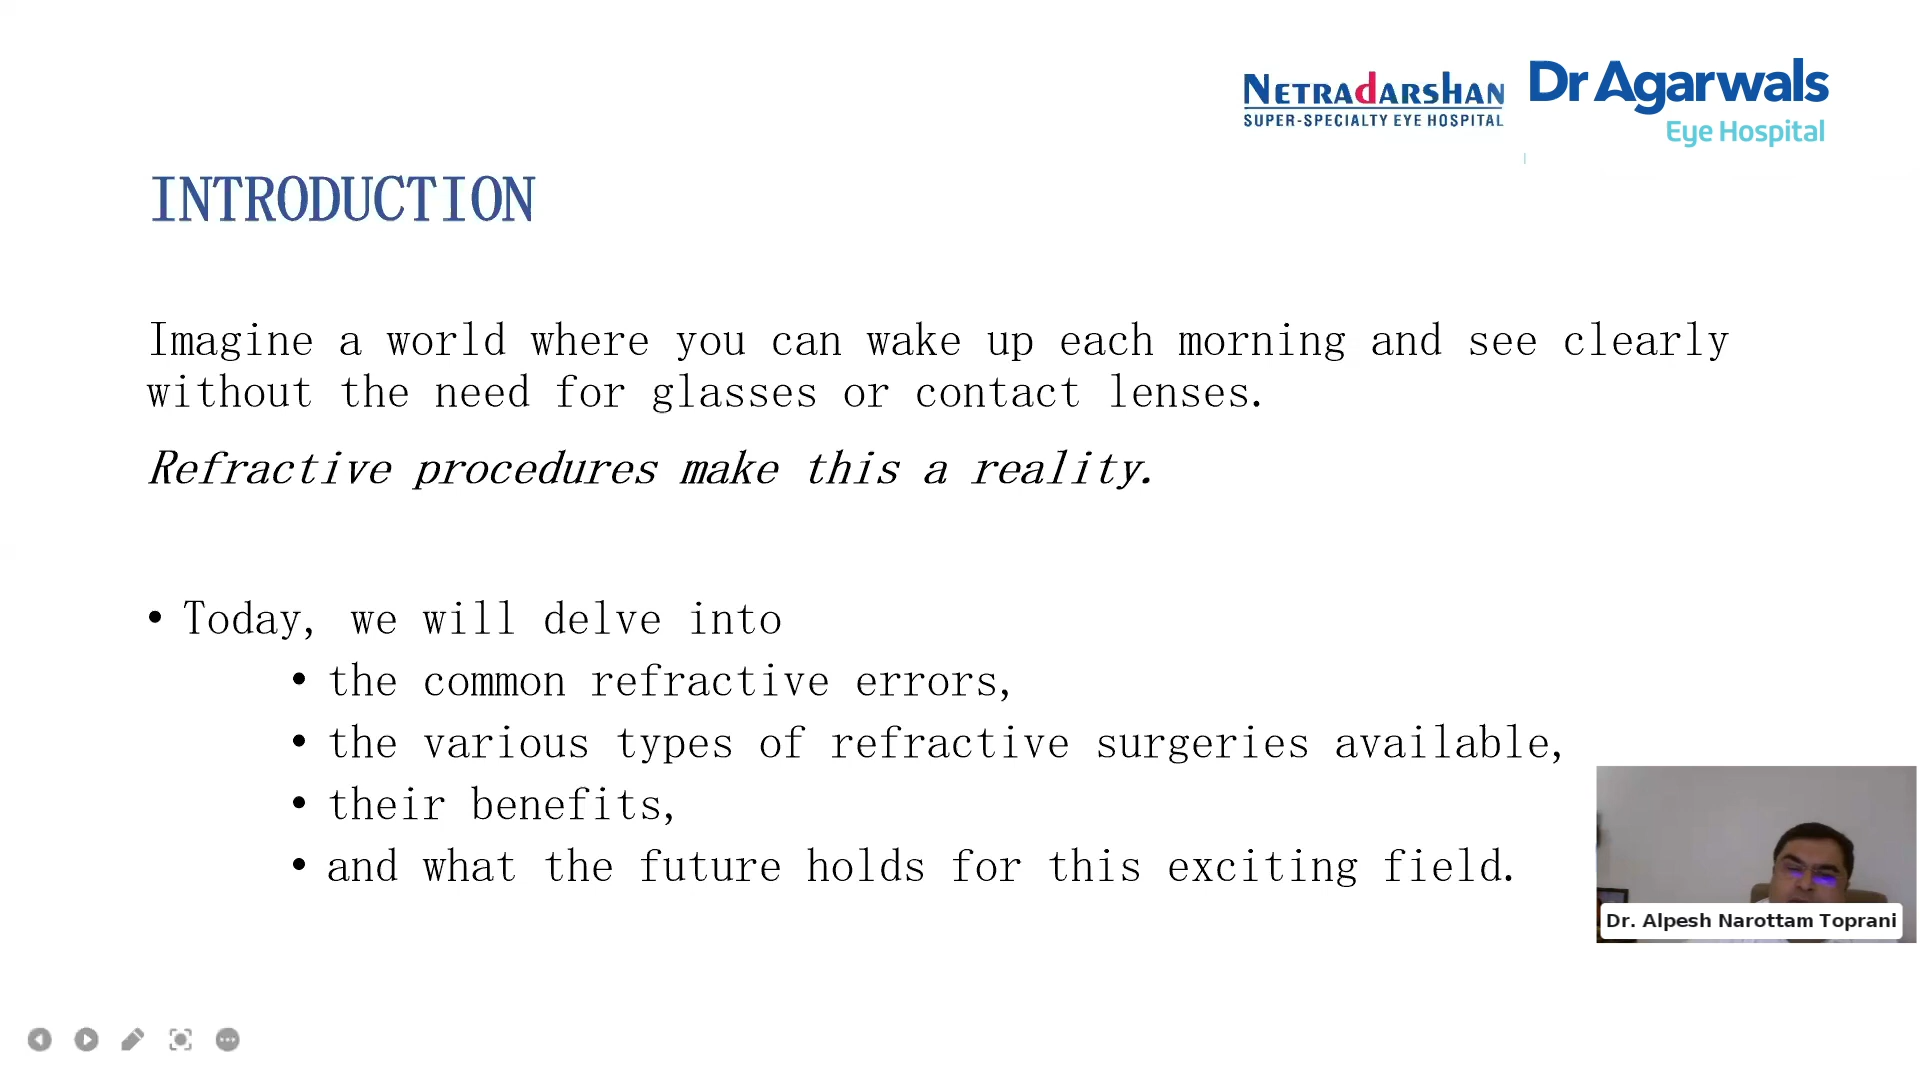 NETRADARSHAN
SUPER-SPECIALTY EYE HOSPITAL
Dr Agarwals
Eye Hospital
INTRODUCTION
Imagine a world where you can wake up each morning and see clearly
without the need for glasses or contact lenses.
Refractive procedures make this a reality.
• Today, we will delve into
• the common refractive errors,
• the various types of refractive surgeries available,
• their benefits,
• and what the future holds for this exciting field.
Dr. Alpesh Narottam Toprani